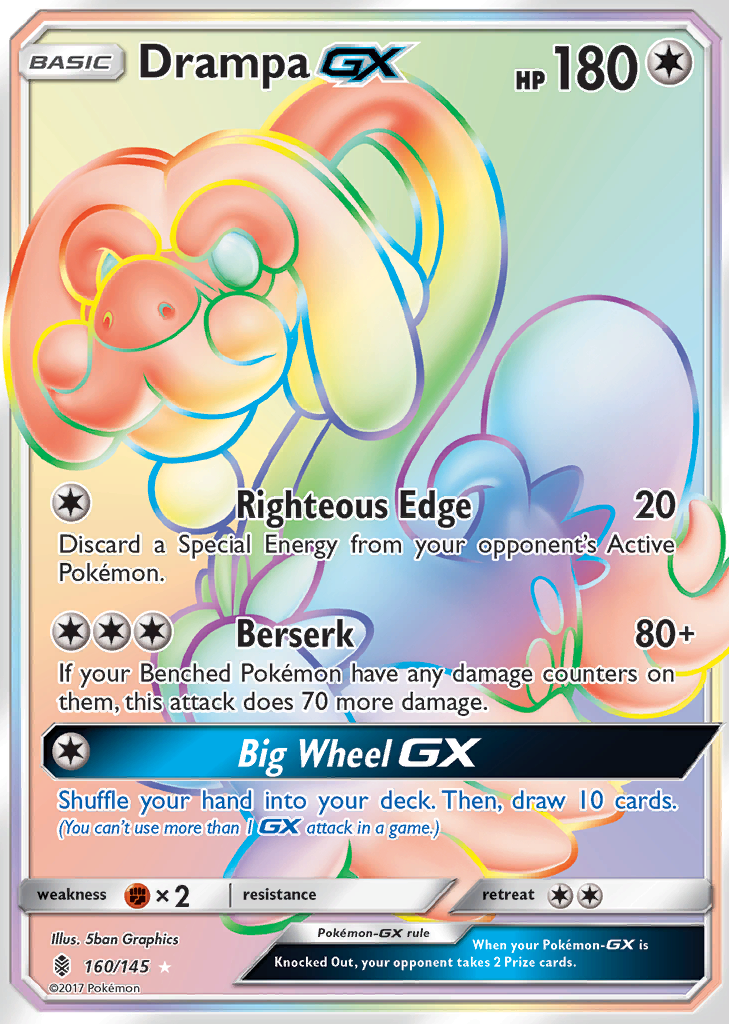 BASIC Drampa GX HP 180
Righteous Edge 20
Discard a Special Energy from your opponent's Active
Pokémon.
Berserk 80+
If your Benched Pokémon have any damage counters on
them, this attack does 70 more damage.
Big Wheel GX
Shuffle your hand into your deck. Then, draw 10 cards.
(You can't use more than 1 GX attack in a game.)
weakness ×2 resistance retreat
Illus. 5ban Graphics
160/145
©2017 Pokémon
Pokémon-GX rule
When your Pokémon-GX is
Knocked Out, your opponent takes 2 Prize cards.